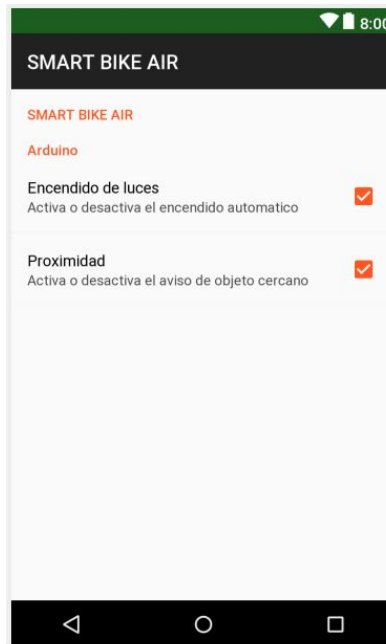 8:00
SMART BIKE AIR
SMART BIKE AIR
Arduino
Encendido de luces
Activa o desactiva el encendido automatico
Proximidad
Activa o desactiva el aviso de objeto cercano